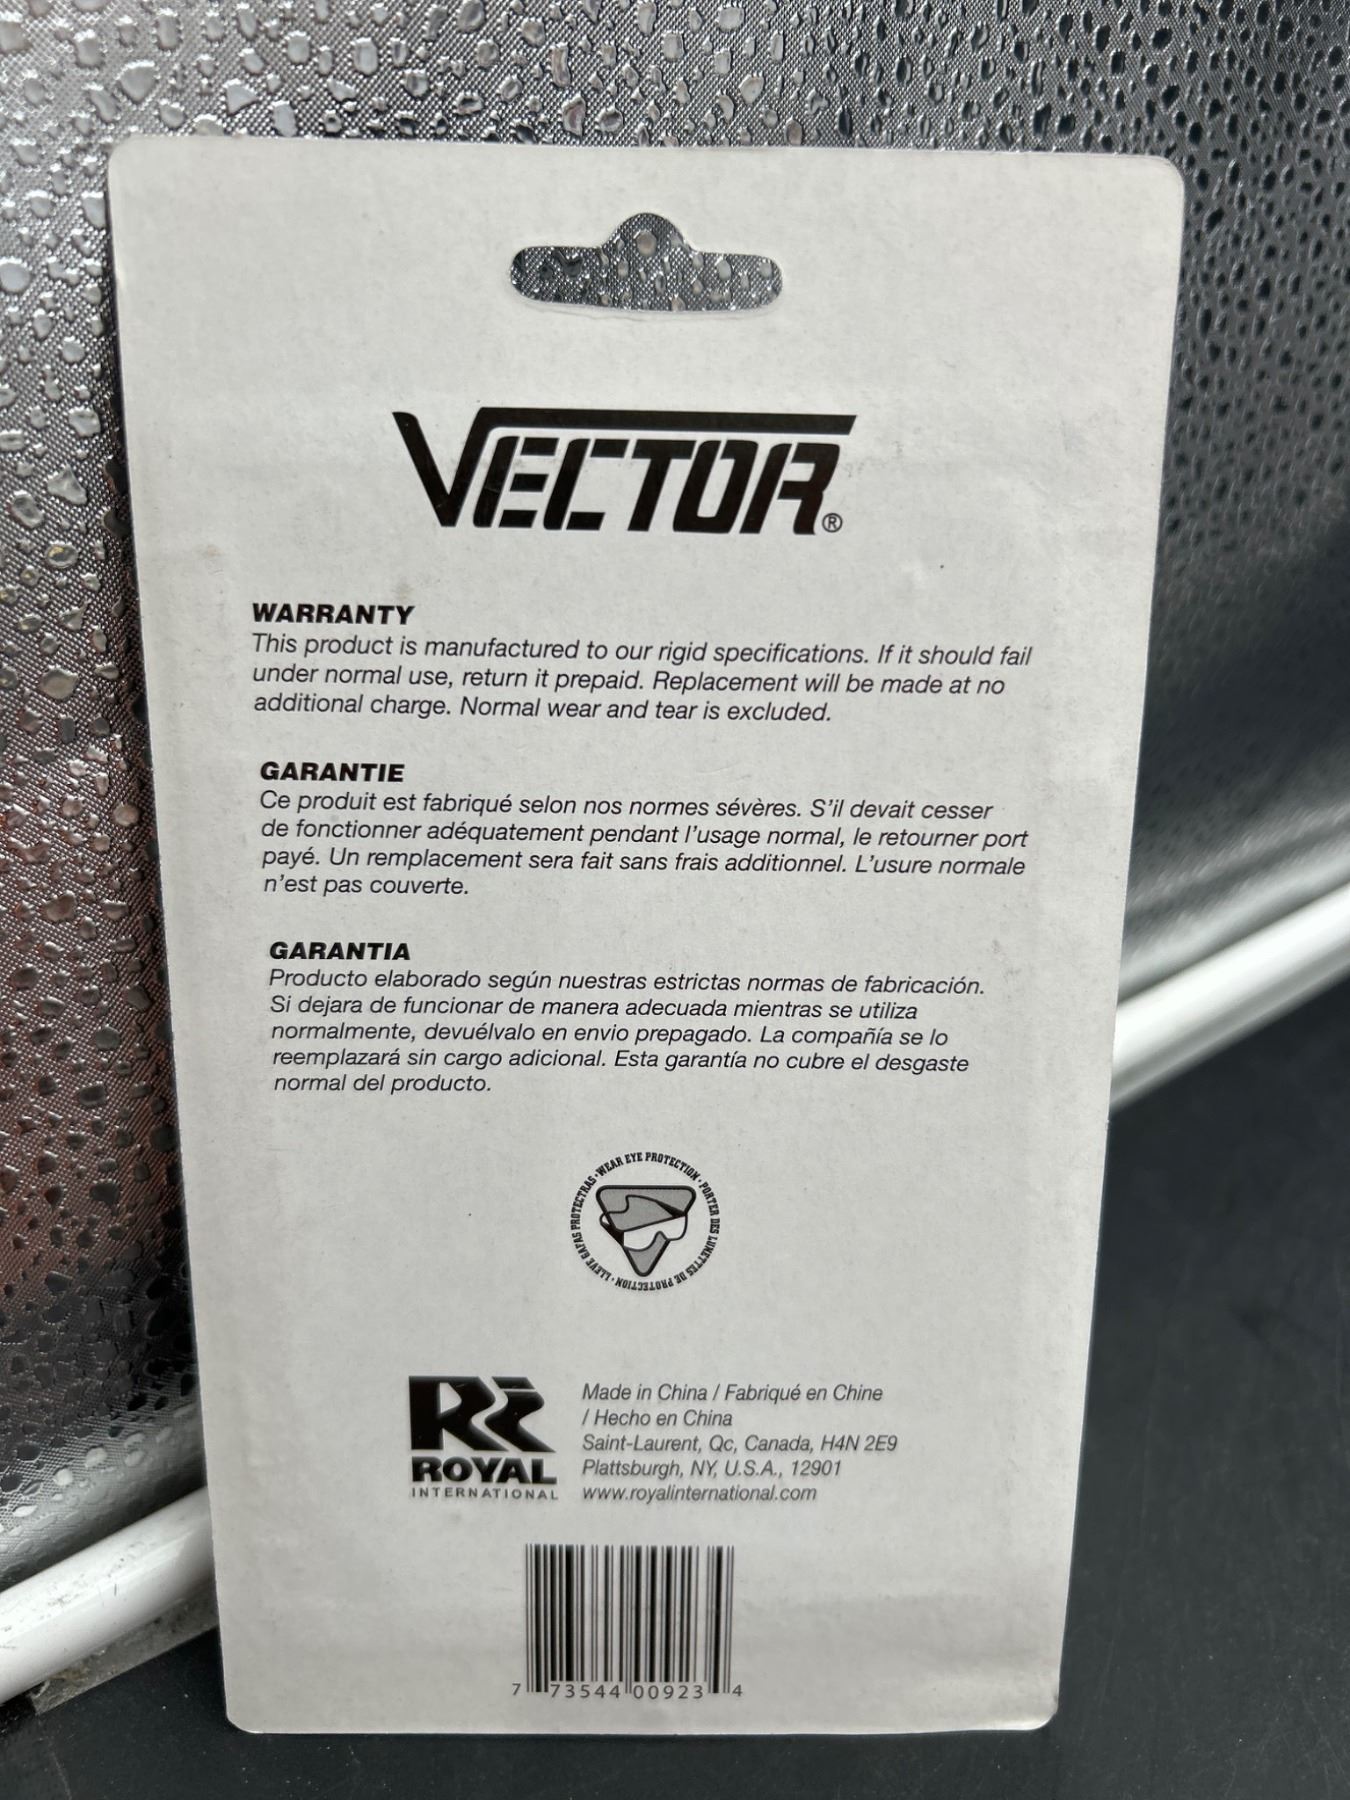 VECTOR®
WARRANTY
This product is manufactured to our rigid specifications. If it should fail
under normal use, return it prepaid. Replacement will be made at no
additional charge. Normal wear and tear is excluded.
GARANTIE
Ce produit est fabriqué selon nos normes sévères. S'il devait cesser
de fonctionner adéquatement pendant l'usage normal, le retourner port
payé. Un remplacement sera fait sans frais additionnel. L'usure normale
n'est pas couverte.
GARANTIA
Producto elaborado según nuestras estrictas normas de fabricación.
Si dejara de funcionar de manera adecuada mientras se utiliza
normalmente, devuélvalo en envio prepagado. La compañía se lo
reemplazará sin cargo adicional. Esta garantía no cubre el desgaste
normal del producto.
• WEAR EYE PROTECTION • PORTER DES LUNETTES DE PROTECTION • LLEVE GAFAS PROTECTRAS
ROYAL
INTERNATIONAL
Made in China / Fabriqué en Chine
/ Hecho en China
Saint-Laurent, Qc, Canada, H4N 2E9
Plattsburgh, NY, U.S.A., 12901
www.royalinternational.com
7 73544 00923 4